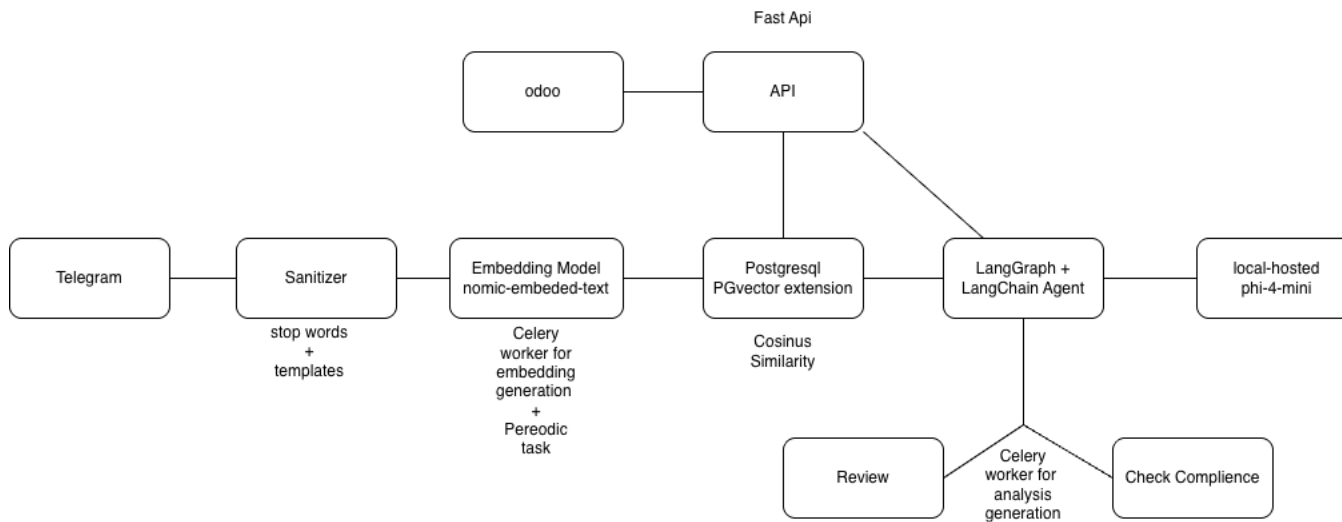 Fast Api
odoo
API
Telegram
Sanitizer
Embedding Model
nomic-embeded-text
Postgresql
PGvector extension
LangGraph +
LangChain Agent
local-hosted
phi-4-mini
stop words
+
templates
Celery
worker for
embedding
generation
+
Pereodic
task
Cosinus
Similarity
Review
Celery
worker for
analysis
generation
Check Complience